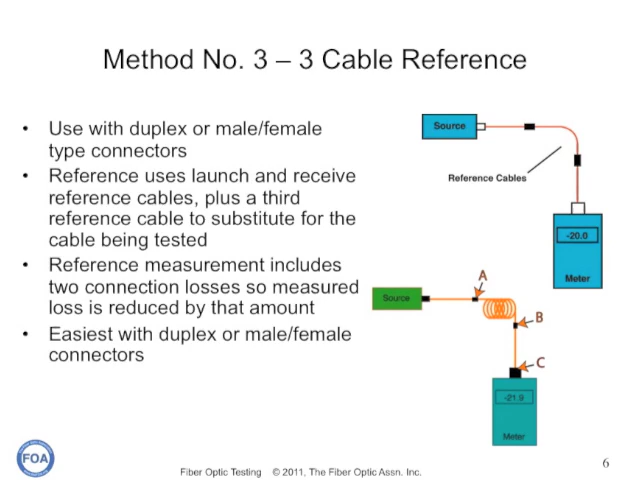 Method No. 3 – 3 Cable Reference
• Use with duplex or male/female
type connectors
• Reference uses launch and receive
reference cables, plus a third
reference cable to substitute for the
cable being tested
• Reference measurement includes
two connection losses so measured
loss is reduced by that amount
• Easiest with duplex or male/female
connectors
Source
Reference Cables
-20.0
Meter
A
Source
B
C
-21.9
Meter
FOA
Fiber Optic Testing © 2011, The Fiber Optic Assn. Inc.
6